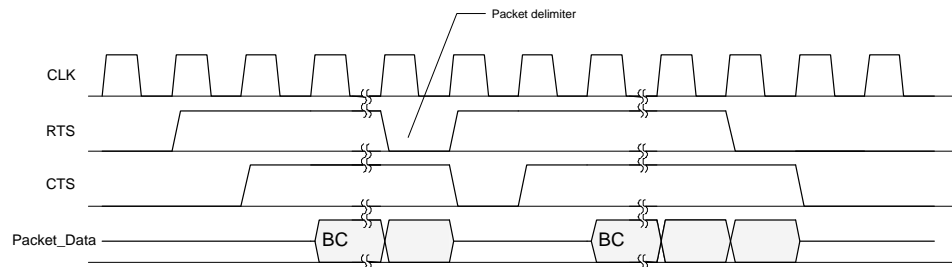 Packet delimiter
CLK
RTS
CTS
Packet_Data
BC
BC